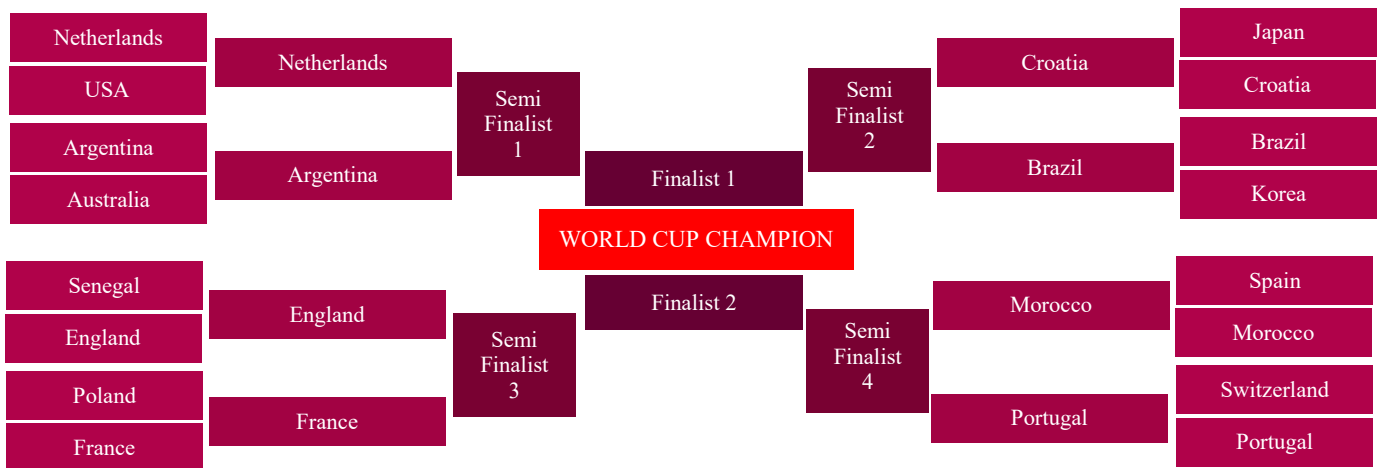 Netherlands
USA
Argentina
Australia
Netherlands
Argentina
Semi
Finalist
1
Finalist 1
Semi
Finalist
2
Croatia
Brazil
Japan
Croatia
Brazil
Korea
WORLD CUP CHAMPION
Senegal
England
Poland
France
England
France
Semi
Finalist
3
Finalist 2
Semi
Finalist
4
Morocco
Portugal
Spain
Morocco
Switzerland
Portugal